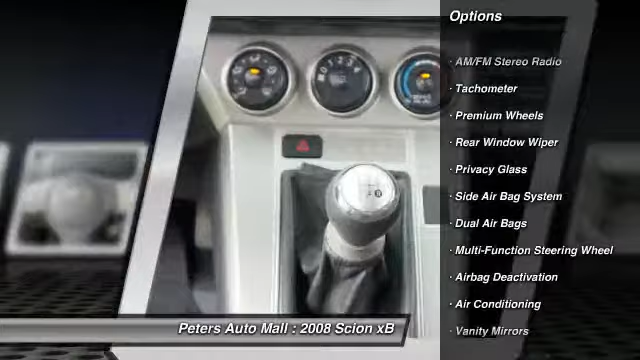 Options
· AM/FM Stereo Radio
· Tachometer
· Premium Wheels
· Rear Window Wiper
· Privacy Glass
· Side Air Bag System
· Dual Air Bags
· Multi-Function Steering Wheel
· Airbag Deactivation
· Air Conditioning
· Vanity Mirrors
Peters Auto Mall : 2008 Scion xB